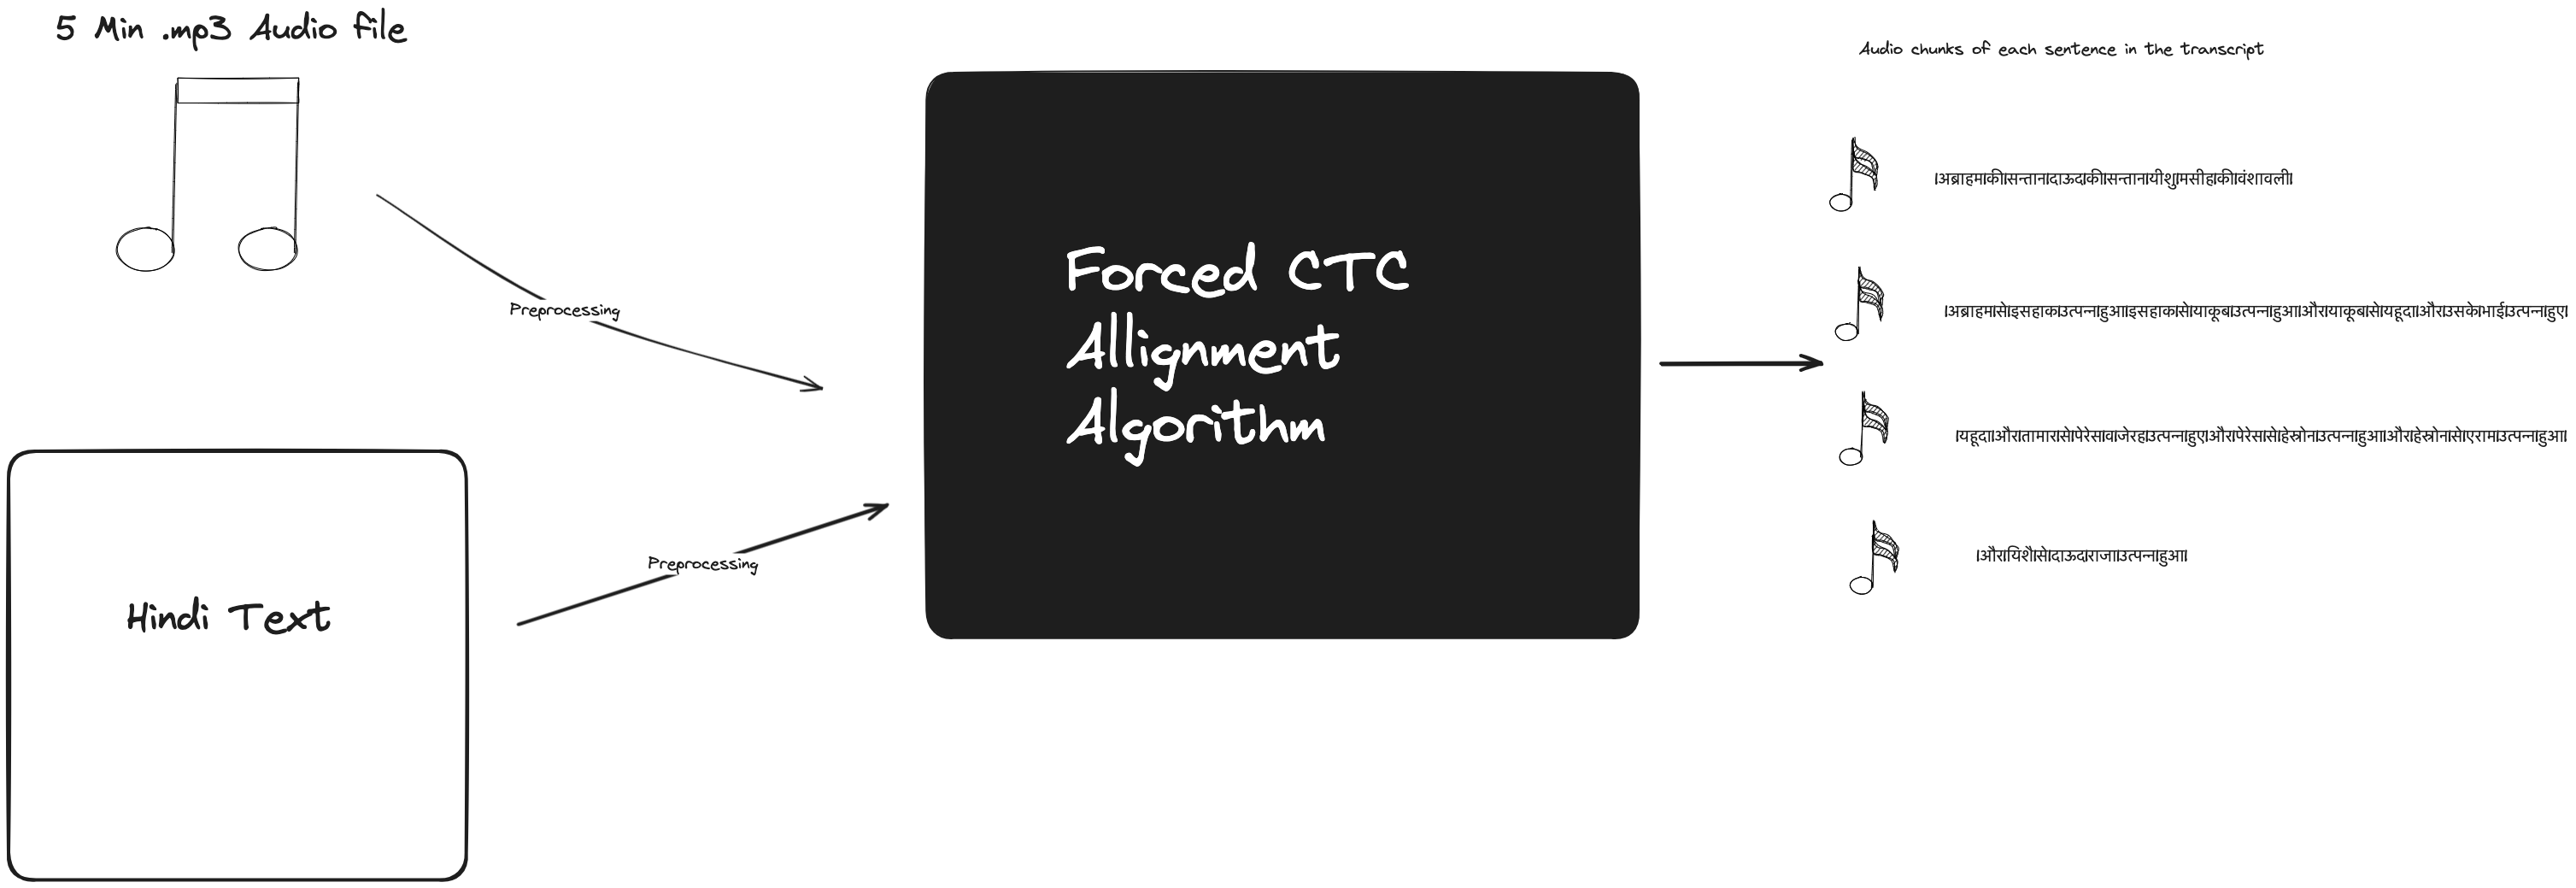 5 Min .mp3 Audio file
Preprocessing
Hindi Text
Preprocessing
Forced CTC
Allignment
Algorithm
Audio chunks of each sentence in the transcript
|अब्राहम|की|सन्तान|दाऊद|की|सन्तान|यीशु|मसीह|की|वंशावली|
|अब्राहम|से|इसहाक|उत्पन्न|हुआ|इसहाक|से|याकूब|उत्पन्न|हुआ|और|याकूब|से|यहूदा|और|उसके|भाई|उत्पन्न|हुए|
|यहूदा|और|तामार|से|पेरेस|व|जेरह|उत्पन्न|हुए|और|पेरेस|से|हेस्रोन|उत्पन्न|हुआ|और|हेस्रोन|से|एराम|उत्पन्न|हुआ|
|और|यिशै|से|दाऊद|राजा|उत्पन्न|हुआ|